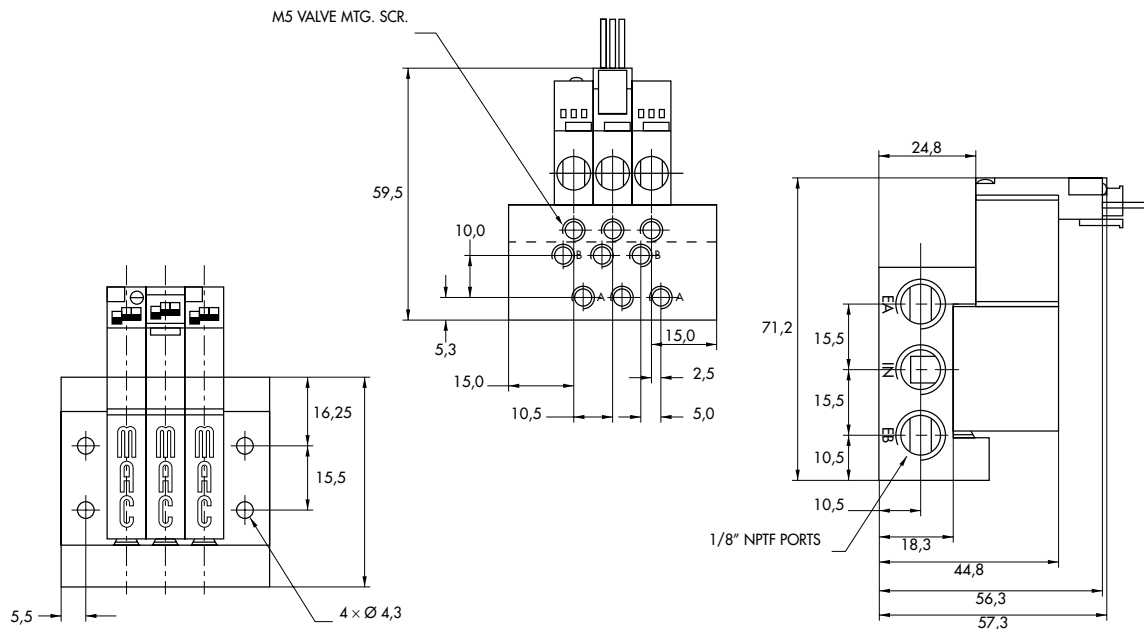 M5 VALVE MTG. SCR.
59,5
10,0
5,3
B
B
A
A
15,0
15,0
2,5
10,5
5,0
24,8
71,2
EA
15,5
IN
15,5
EB
10,5
10,5
18,3
1/8" NPTF PORTS
44,8
56,3
57,3
MAC
MAC
MAC
16,25
15,5
5,5
4 × Ø 4,3